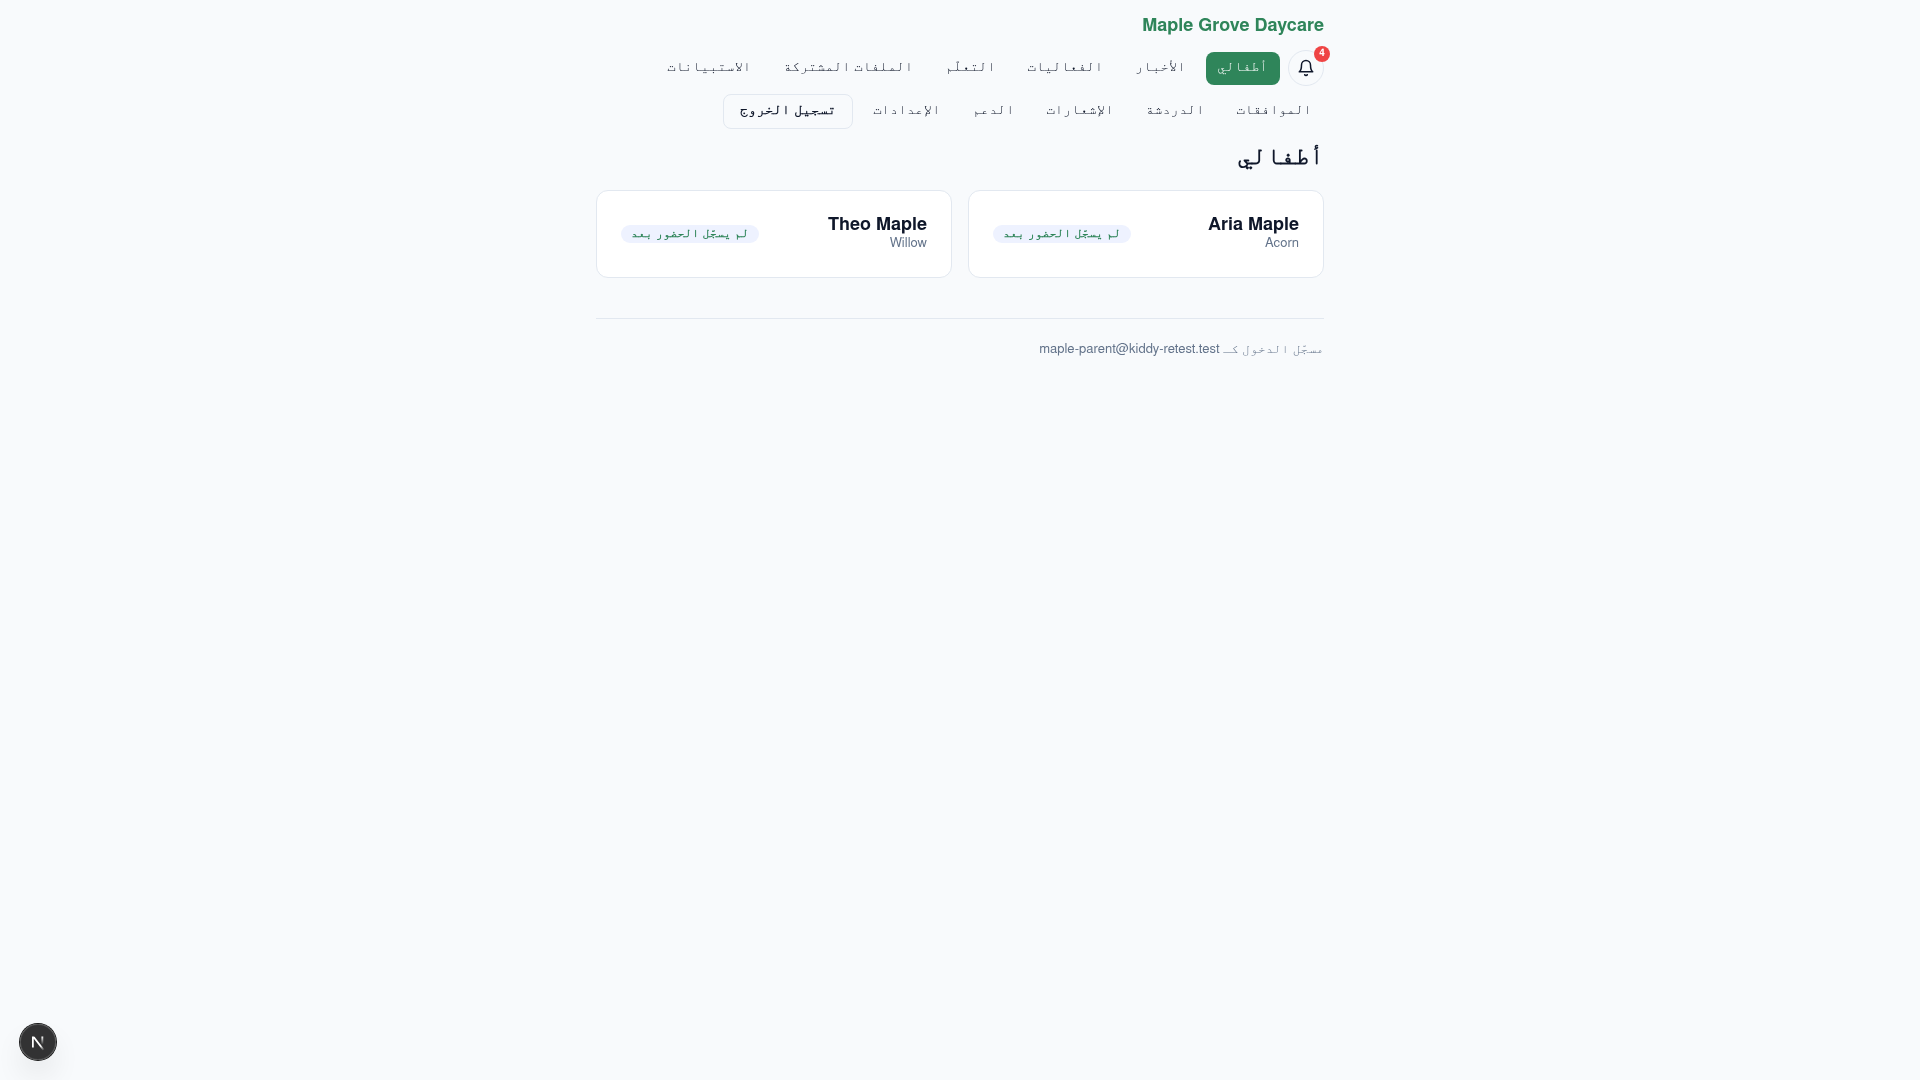 Maple Grove Daycare
4
أطفالي
الأخبار
الفعاليات
التعلّم
الملفات المشتركة
الاستبيانات
الموافقات
الدردشة
الإشعارات
الدعم
الإعدادات
تسجيل الخروج
أطفالي
Aria Maple
Acorn
لم يسجّل الحضور بعد
Theo Maple
Willow
لم يسجّل الحضور بعد
مسجّل الدخول كـ maple-parent@kiddy-retest.test
N